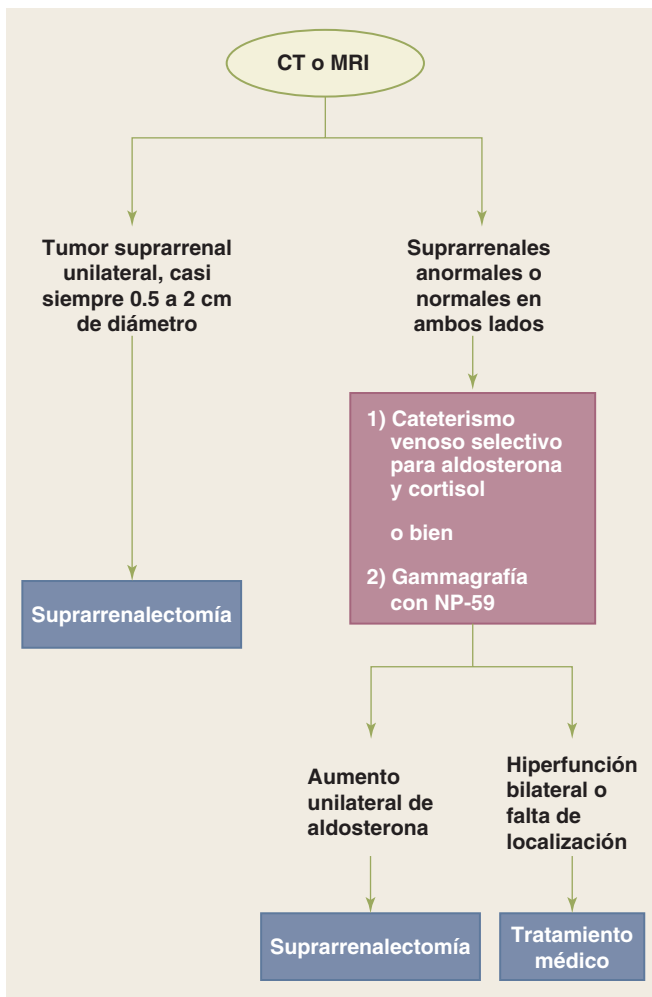 CT o MRI
Tumor suprarrenal
unilateral, casi
siempre 0.5 a 2 cm
de diámetro
Suprarrenales
anormales o
normales en
ambos lados
1) Cateterismo
venoso selectivo
para aldosterona
y cortisol
o bien
2) Gammagrafía
con NP-59
Suprarrenalectomía
Aumento
unilateral de
aldosterona
Hiperfunción
bilateral o
falta de
localización
Suprarrenalectomía
Tratamiento
médico